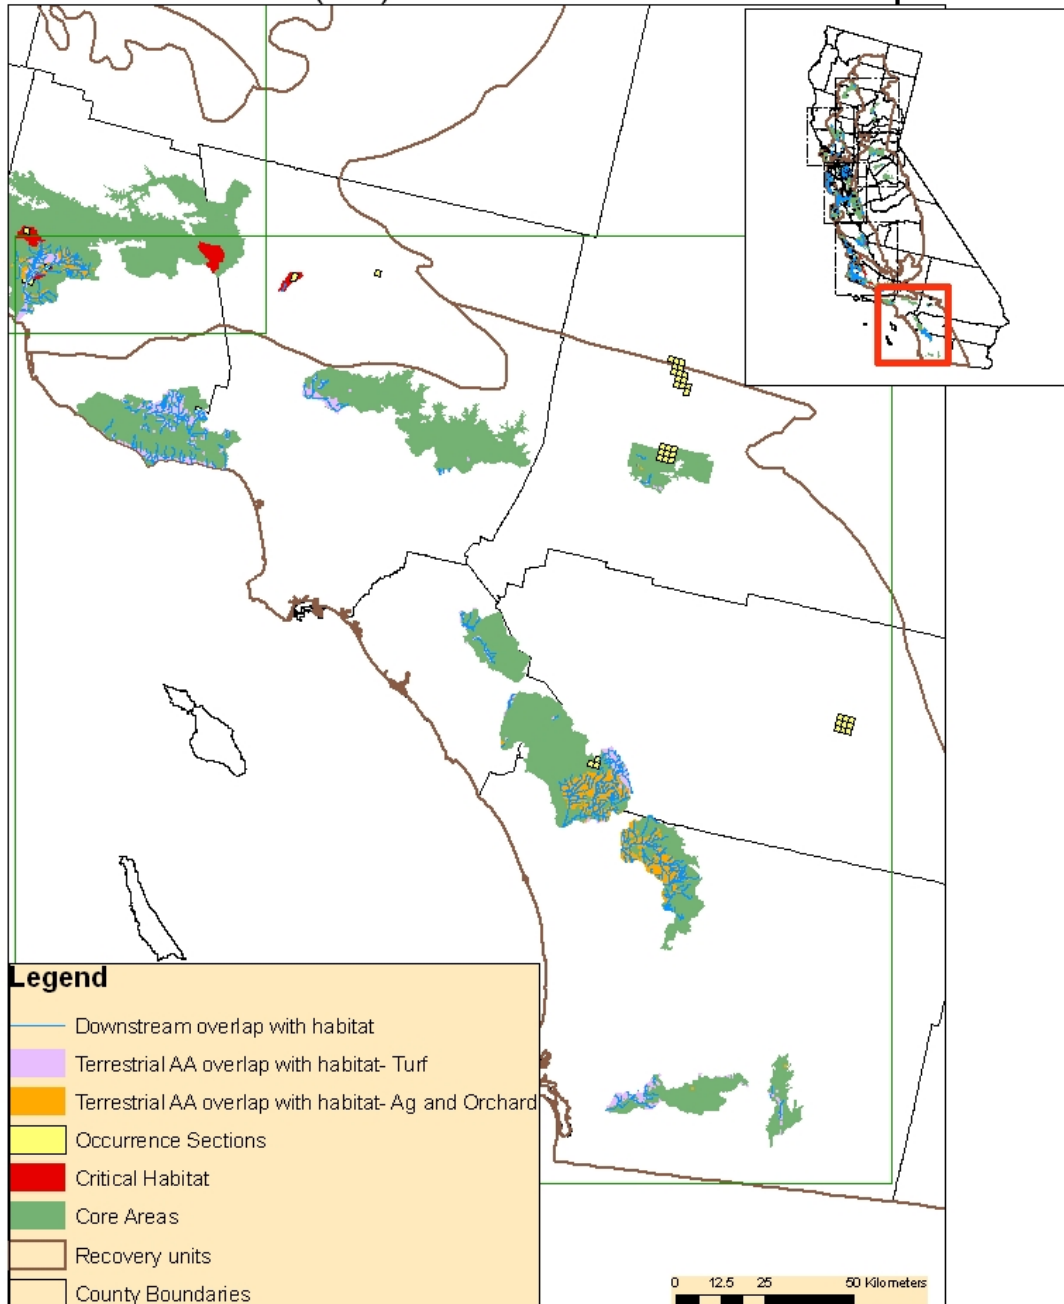 Legend
Downstream overlap with habitat
Terrestrial AA overlap with habitat- Turf
Terrestrial AA overlap with habitat- Ag and Orchard
Occurrence Sections
Critical Habitat
Core Areas
Recovery units
County Boundaries
0 12.5 25 50 Kilometers